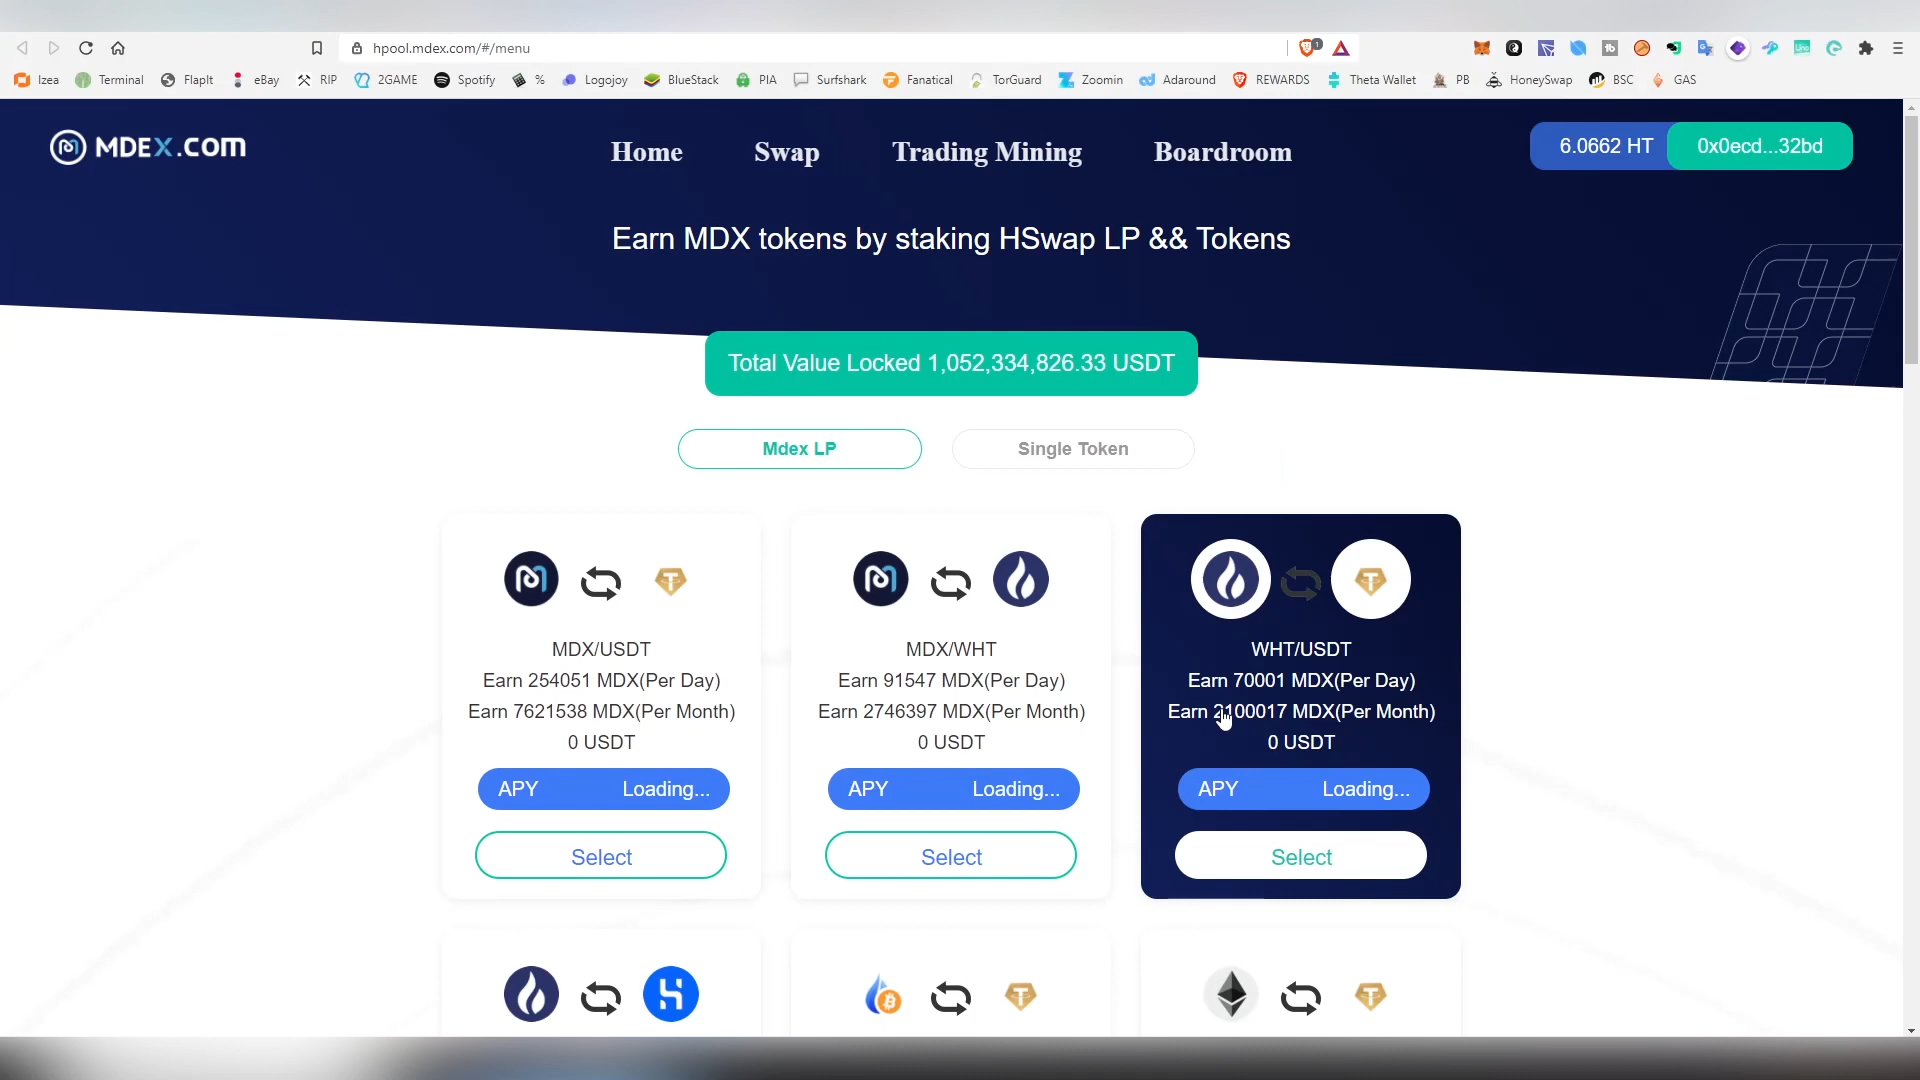 hpool.mdex.com/#/menu
1
Izea Terminal FlapIt eBay RIP 2GAME Spotify % Logojoy BlueStack PIA Surfshark Fanatical TorGuard Zoomin Adaround REWARDS Theta Wallet PB HoneySwap BSC GAS
MDEX.COM
Home Swap Trading Mining Boardroom
6.0662 HT 0x0ecd...32bd
Earn MDX tokens by staking HSwap LP && Tokens
Total Value Locked 1,052,334,826.33 USDT
Mdex LP Single Token
MDX/USDT
Earn 254051 MDX(Per Day)
Earn 7621538 MDX(Per Month)
0 USDT
APY Loading...
Select
MDX/WHT
Earn 91547 MDX(Per Day)
Earn 2746397 MDX(Per Month)
0 USDT
APY Loading...
Select
WHT/USDT
Earn 70001 MDX(Per Day)
Earn 2100017 MDX(Per Month)
0 USDT
APY Loading...
Select